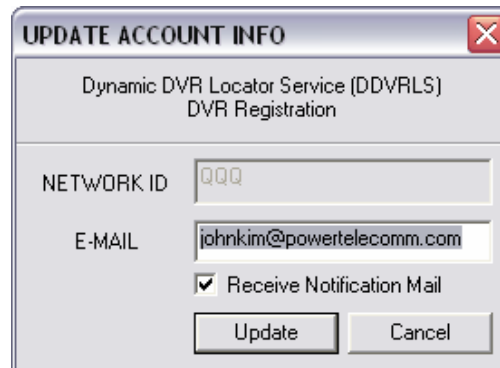 UPDATE ACCOUNT INFO
Dynamic DVR Locator Service (DDVRLS)
DVR Registration
NETWORK ID QQQ
E-MAIL johnkim@powertelecomm.com
Receive Notification Mail
Update Cancel